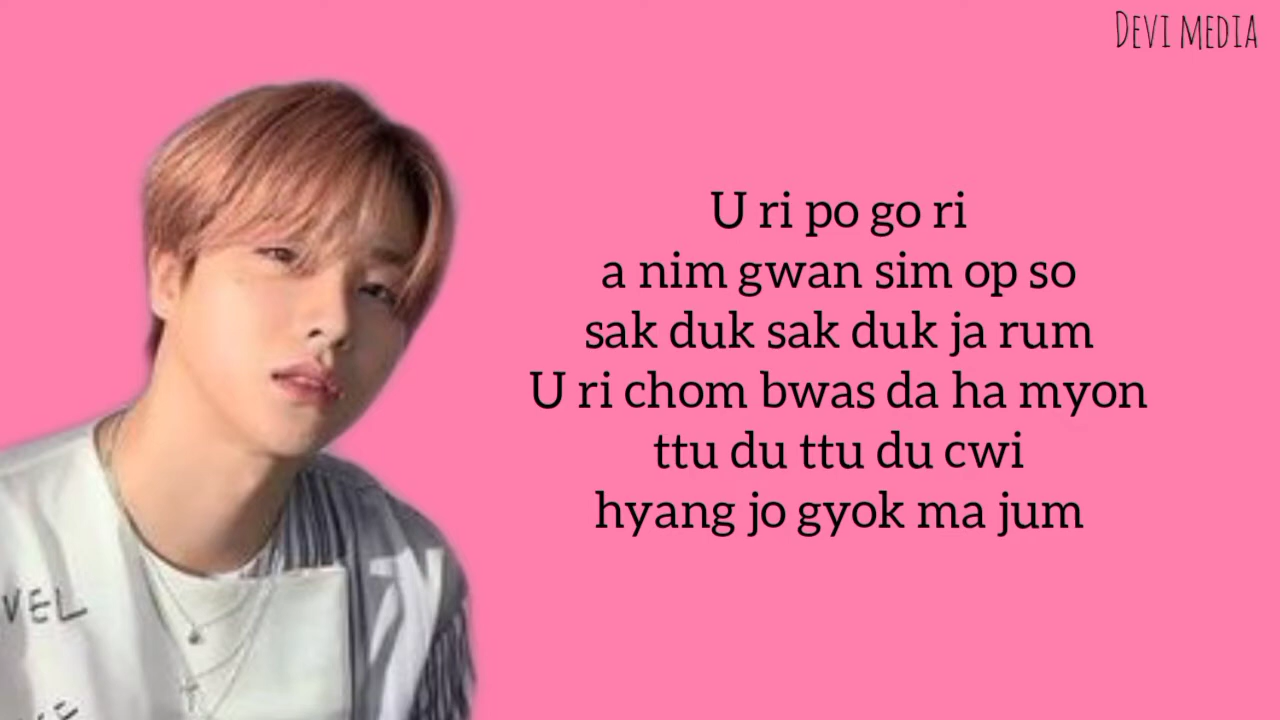 DEVI MEDIA
U ri po go ri
a nim gwan sim op so
sak duk sak duk ja rum
U ri chom bwas da ha myon
ttu du ttu du cwi
hyang jo gyok ma jum
VEL